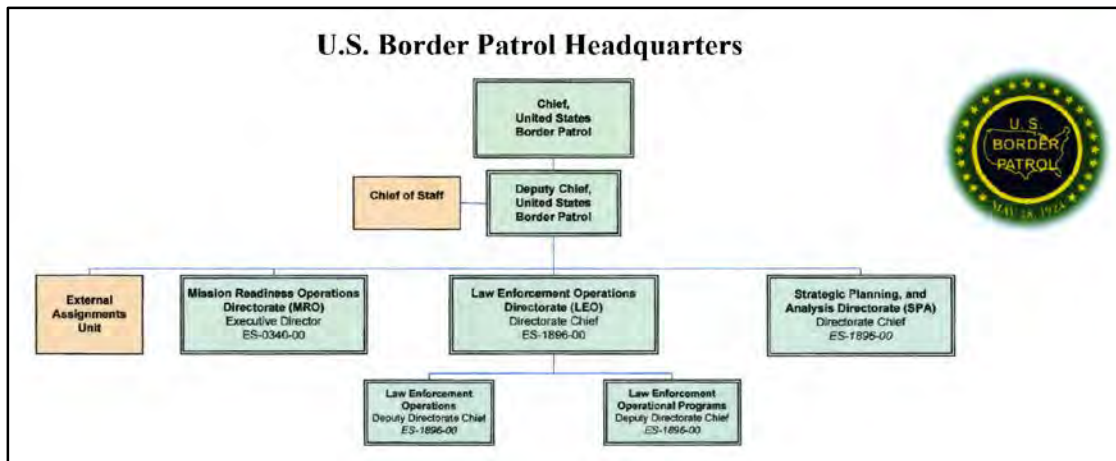 U.S. Border Patrol Headquarters
Chief,
United States
Border Patrol
U. S.
BORDER
PATROL
MAY 28, 1924
Chief of Staff
Deputy Chief,
United States
Border Patrol
External
Assignments
Unit
Mission Readiness Operations
Directorate (MRO)
Executive Director
ES-0340-00
Law Enforcement Operations
Directorate (LEO)
Directorate Chief
ES-1896-00
Strategic Planning, and
Analysis Directorate (SPA)
Directorate Chief
ES-1896-00
Law Enforcement
Operations
Deputy Directorate Chief
ES-1896-00
Law Enforcement
Operational Programs
Deputy Directorate Chief
ES-1896-00